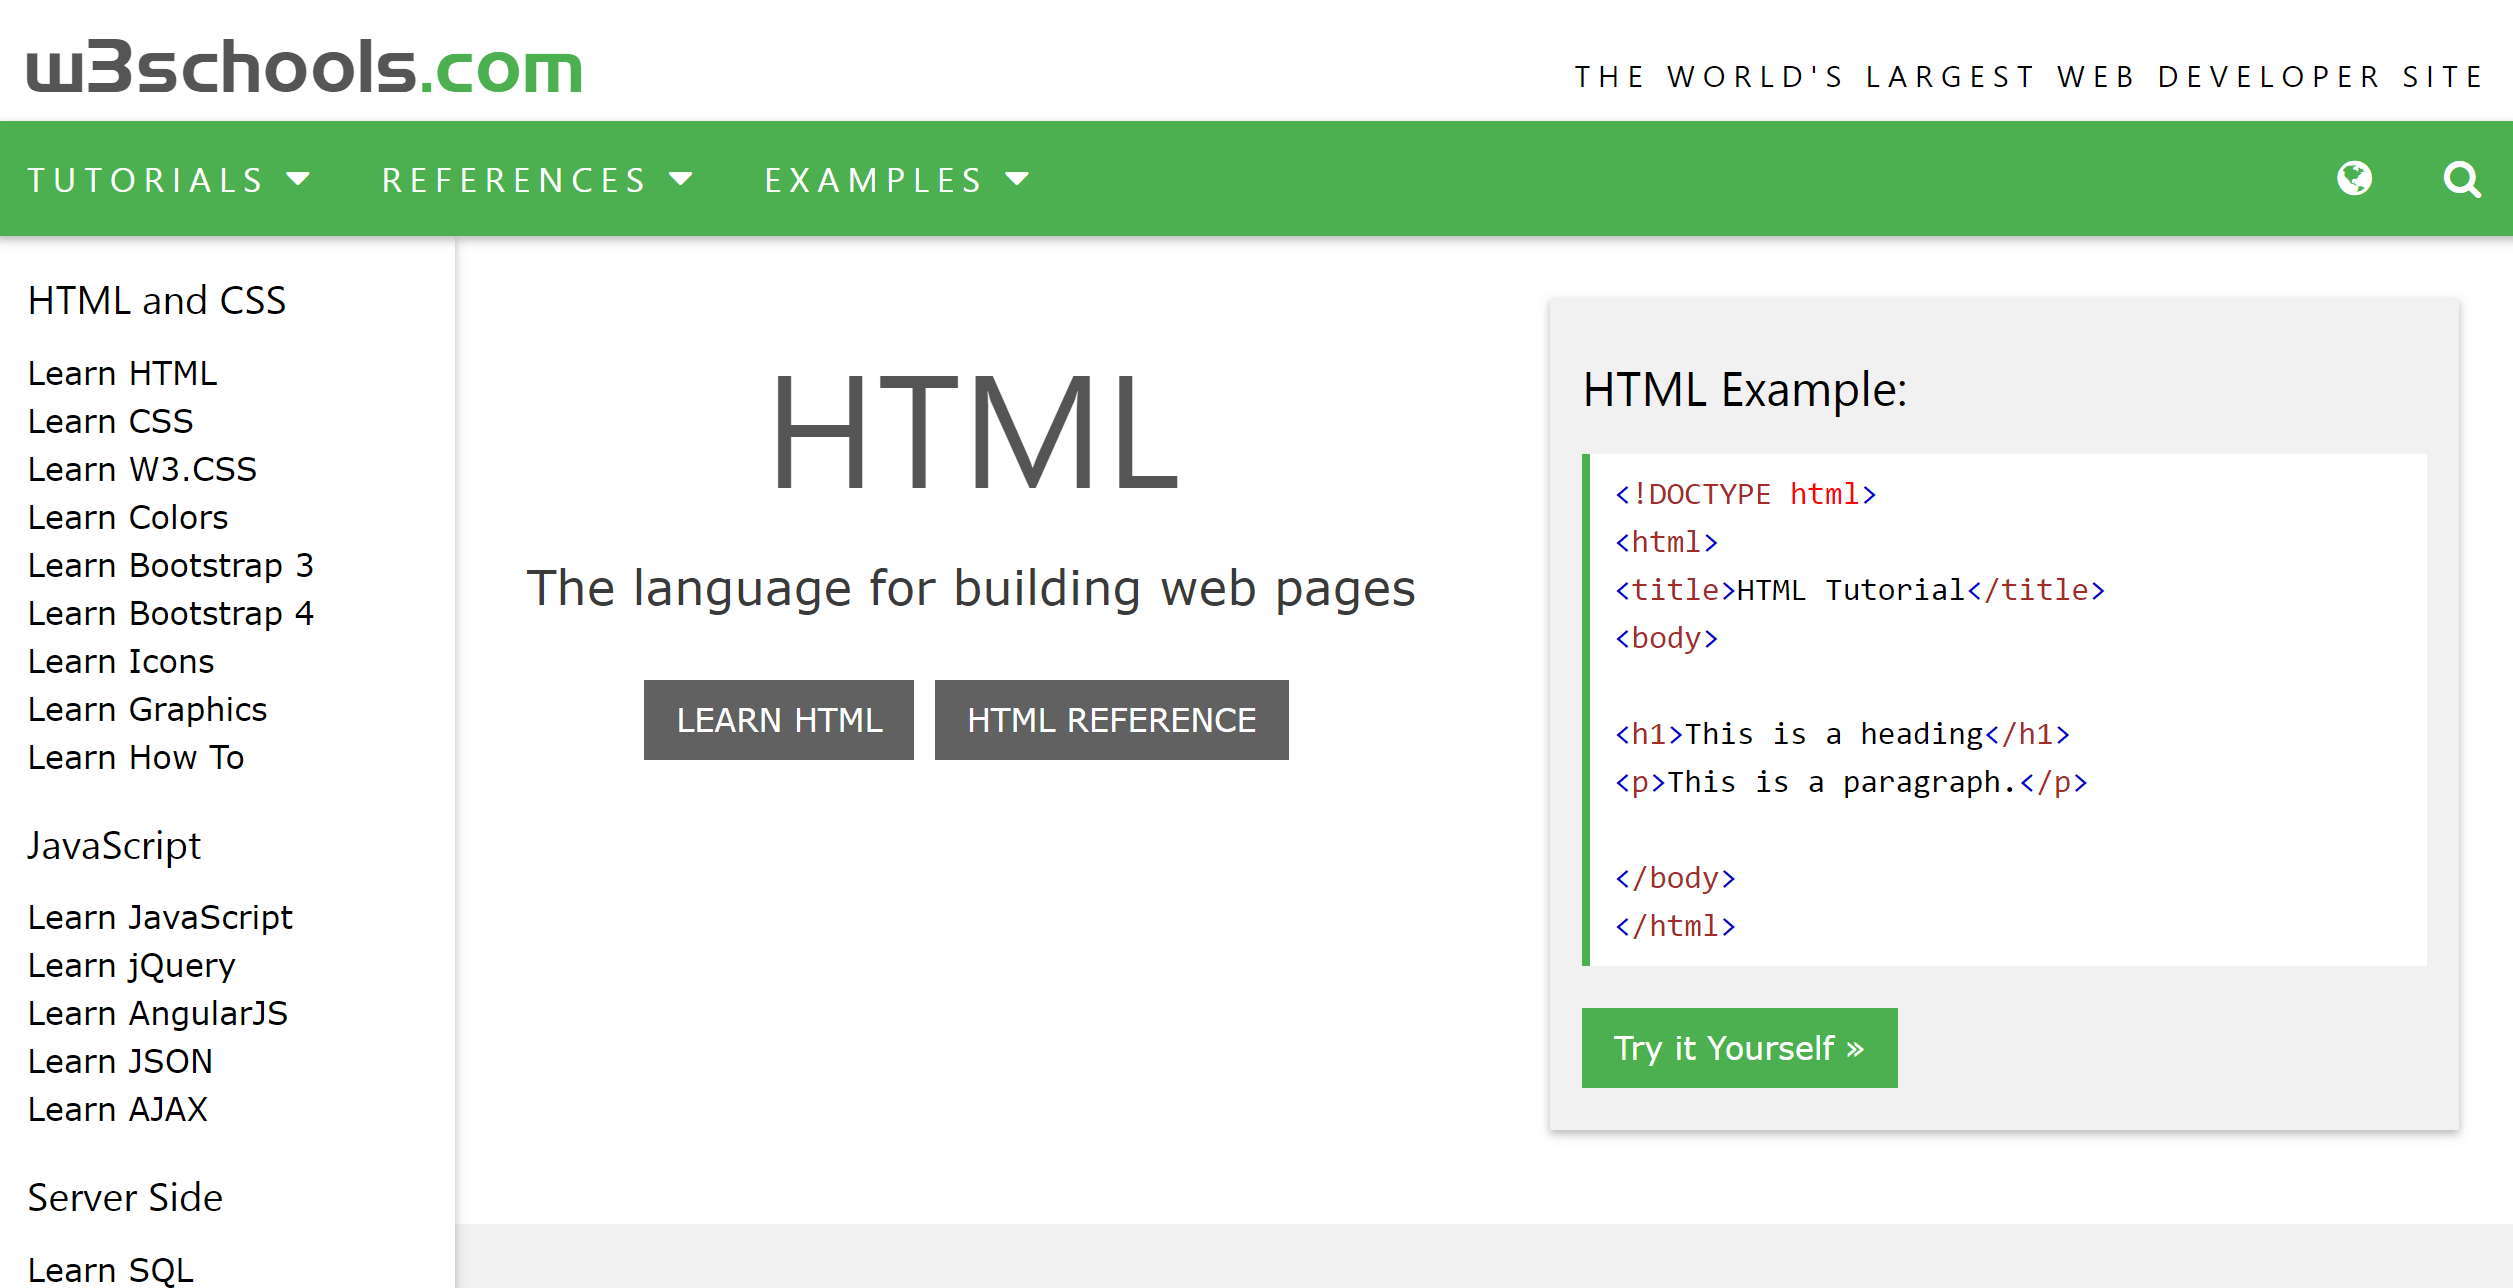 w3schools.com
THE WORLD'S LARGEST WEB DEVELOPER SITE
TUTORIALS REFERENCES EXAMPLES
HTML and CSS
Learn HTML
Learn CSS
Learn W3.CSS
Learn Colors
Learn Bootstrap 3
Learn Bootstrap 4
Learn Icons
Learn Graphics
Learn How To
JavaScript
Learn JavaScript
Learn jQuery
Learn AngularJS
Learn JSON
Learn AJAX
Server Side
Learn SQL
HTML
The language for building web pages
LEARN HTML HTML REFERENCE
HTML Example:
<!DOCTYPE html>
<html>
<title>HTML Tutorial</title>
<body>
<h1>This is a heading</h1>
<p>This is a paragraph.</p>
</body>
</html>
Try it Yourself »